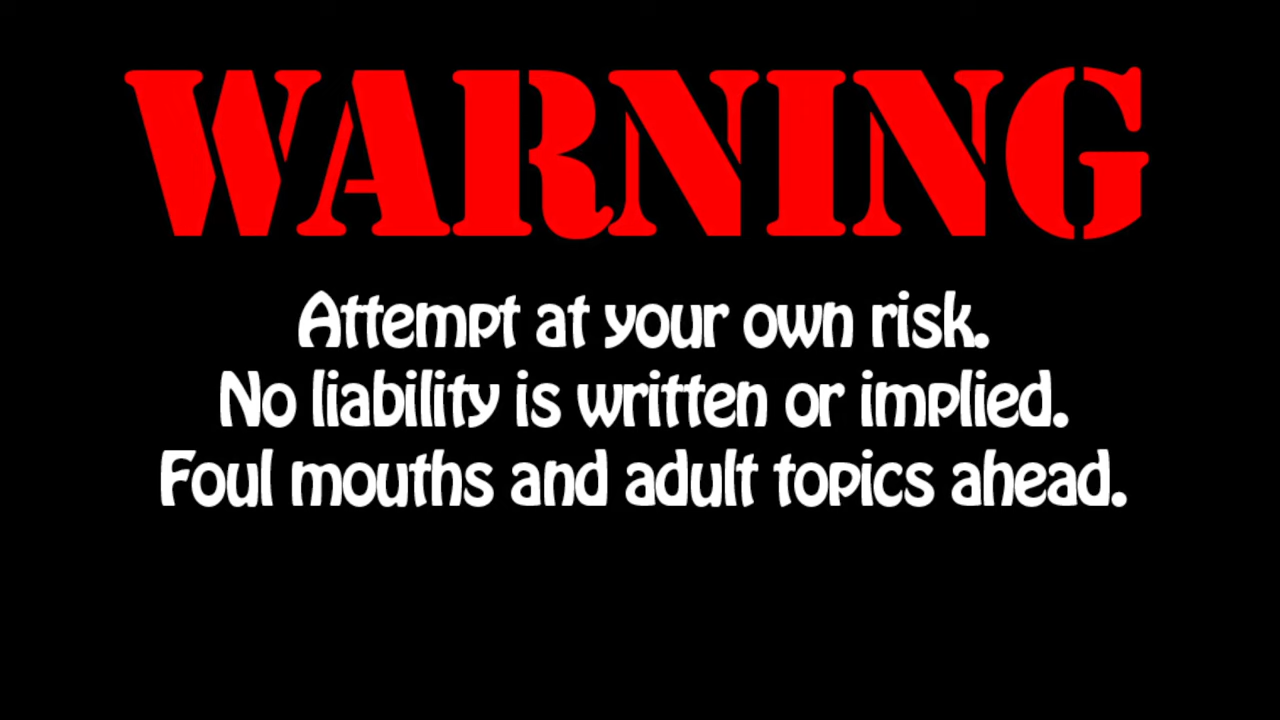 WARNING
Attempt at your own risk.
No liability is written or implied.
Foul mouths and adult topics ahead.